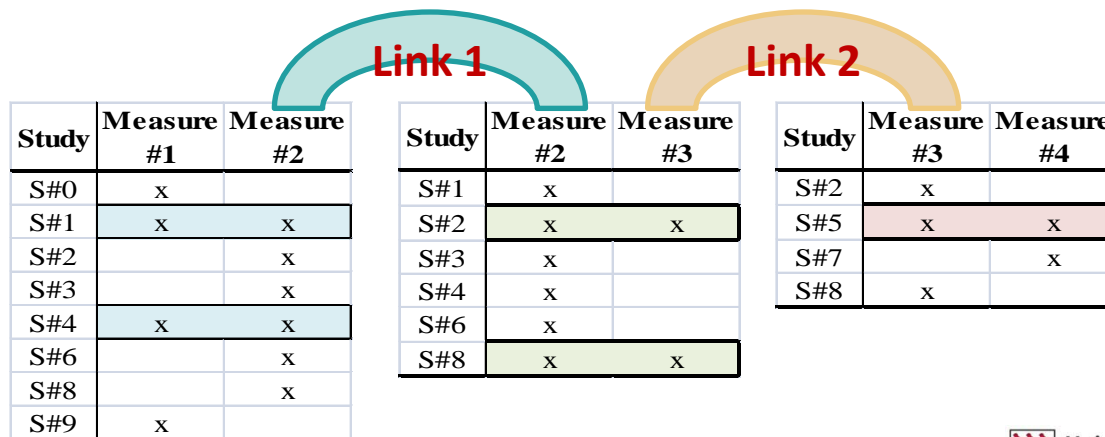 Link 1 Link 2
Study Measure #1 Measure #2
S#0 x
S#1 x x
S#2 x
S#3 x
S#4 x x
S#6 x
S#8 x
S#9 x
Study Measure #2 Measure #3
S#1 x
S#2 x x
S#3 x
S#4 x
S#6 x
S#8 x x
Study Measure #3 Measure #4
S#2 x
S#5 x x
S#7 x
S#8 x